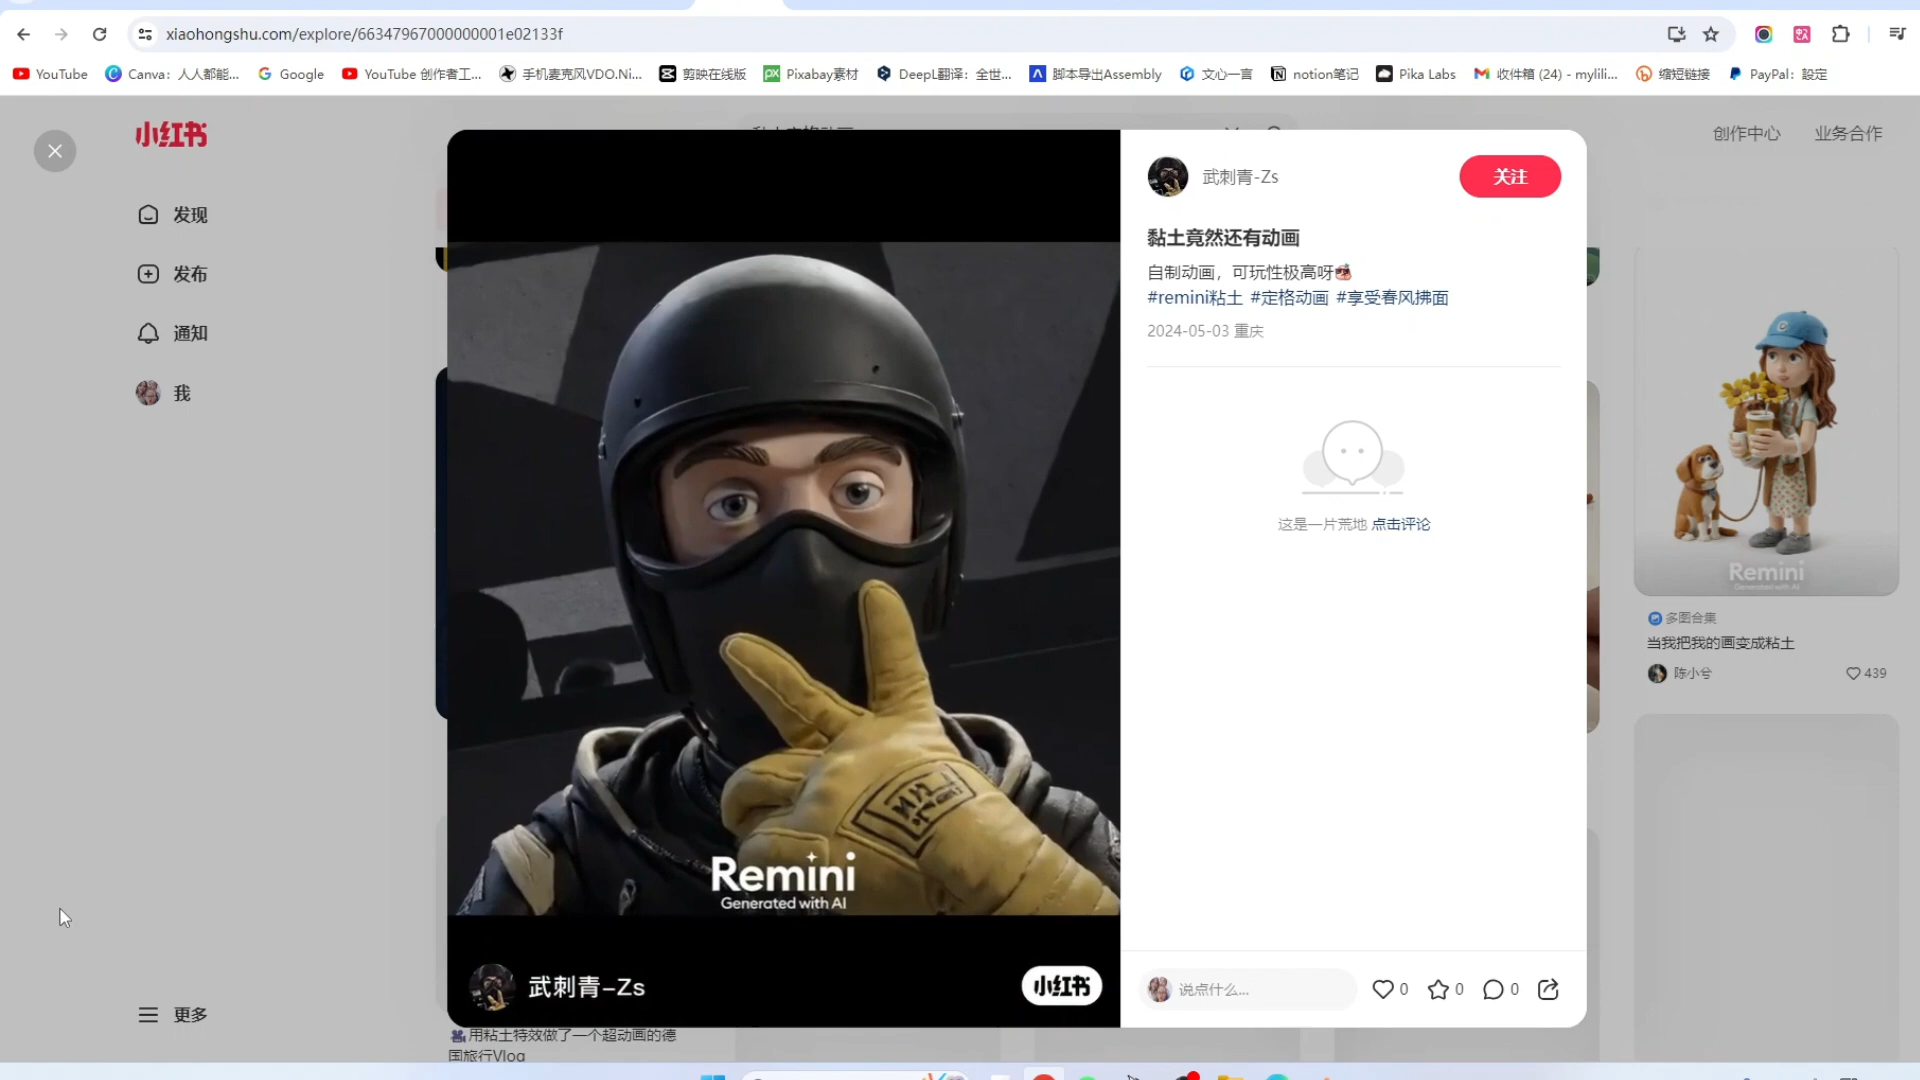 xiaohongshu.com/explore/66347967000000001e02133f
YouTube
Canva：人人都能...
Google
YouTube 创作者工...
手机麦克风VDO.Ni...
剪映在线版
Pixabay素材
DeepL翻译：全世...
脚本导出Assembly
文心一言
notion笔记
Pika Labs
收件箱 (24) - mylili...
缩短链接
PayPal：設定
小红书
创作中心
业务合作
发现
发布
通知
我
更多
武刺青-Zs
关注
黏土竟然还有动画
自制动画，可玩性极高呀
#remini粘土 #定格动画 #享受春风拂面
2024-05-03 重庆
这是一片荒地 点击评论
Remini
Generated with AI
武刺青-Zs
小红书
说点什么...
0
0
0
Remini
Generated with AI
多图合集
当我把我的画变成粘土
陈小兮
439
用粘土特效做了一个超动画的德
国旅行Vlog